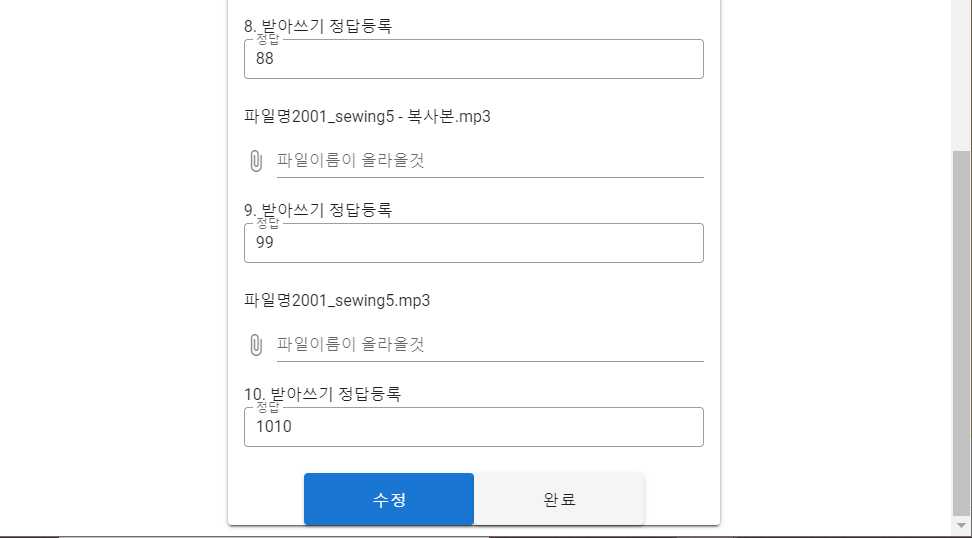 8. 받아쓰기 정답등록
정답
88
파일명2001_sewing5 - 복사본.mp3
파일이름이 올라올것
9. 받아쓰기 정답등록
정답
99
파일명2001_sewing5.mp3
파일이름이 올라올것
10. 받아쓰기 정답등록
정답
1010
수정 완료